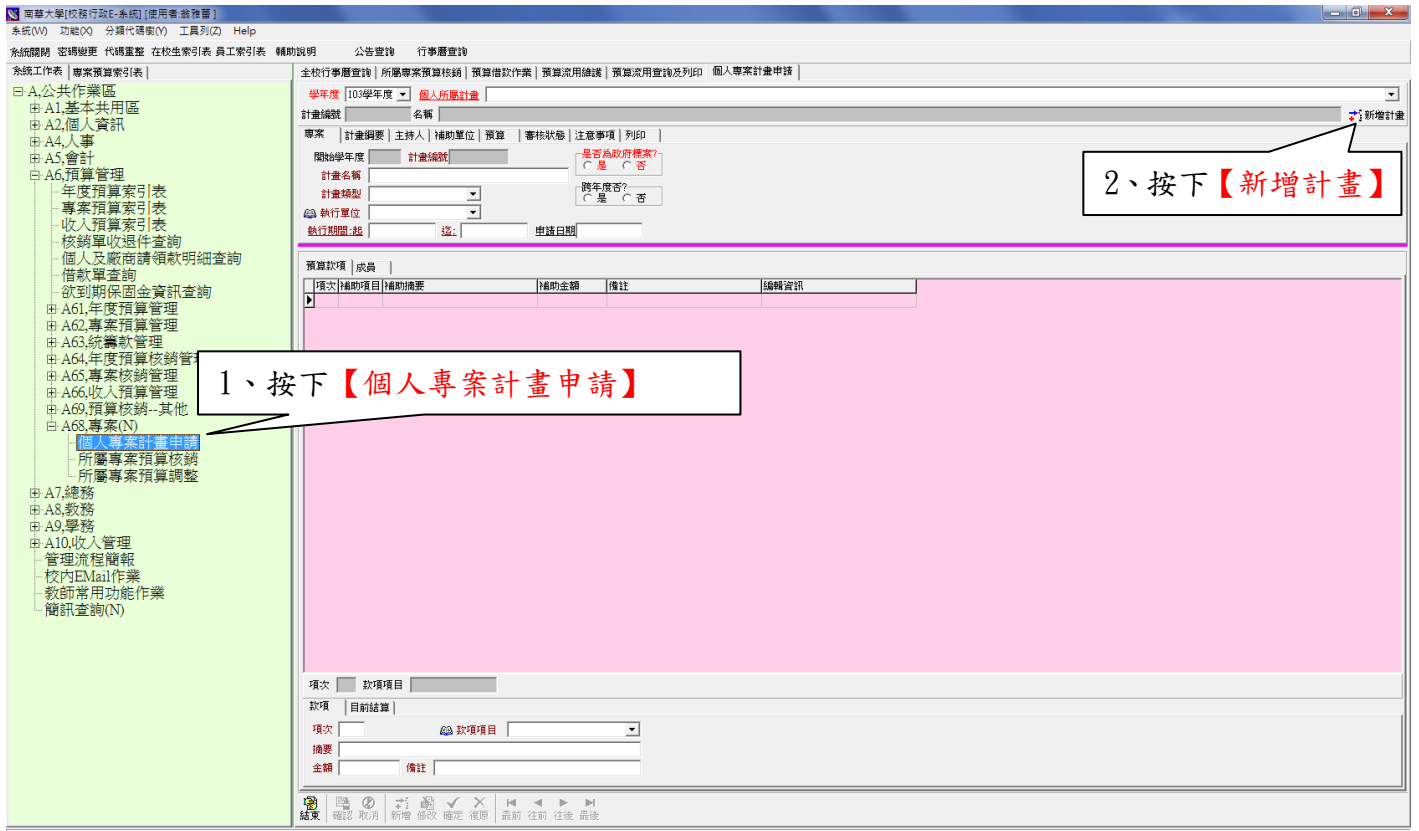 南華大學[校務行政E-系統] [使用者:翁雅蕾]
系統(W) 功能(X) 分類代碼樹(Y) 工具列(Z) Help
系統關閉 密碼變更 代碼重整 在校生索引表 員工索引表 輔助說明 公告查詢 行事曆查詢
系統工作表 專案預算索引表
全校行事曆查詢 所屬專案預算核銷 預算借款作業 預算流用維護 預算流用查詢及列印 個人專案計畫申請
學年度 103學年度 個人所屬計畫
計畫編號 名稱 新增計畫
專案 計畫綱要 主持人 補助單位 預算 審核狀態 注意事項 列印
開始學年度 計畫編號 是否為政府標案?
是 否
計畫名稱
計畫類型 跨年度否?
是 否
執行單位
執行期間:起 迄: 申請日期
2、按下【新增計畫】
預算款項 成員
項次 補助項目 補助摘要 補助金額 備註 編輯資訊
A,公共作業區
A1,基本共用區
A2,個人資訊
A4,人事
A5,會計
A6,預算管理
年度預算索引表
專案預算索引表
收入預算索引表
核銷單收退件查詢
個人及廠商請領款明細查詢
借款單查詢
欲到期保固金資訊查詢
A61,年度預算管理
A62,專案預算管理
A63,統籌款管理
A64,年度預算核銷管
A65,專案核銷管理
A66,收入預算管理
A69,預算核銷--其他
A68,專案(N)
個人專案計畫申請
所屬專案預算核銷
所屬專案預算調整
A7,總務
A8,教務
A9,學務
A10,收入管理
管理流程簡報
校內EMail作業
教師常用功能作業
簡訊查詢(N)
1、按下【個人專案計畫申請】
項次 款項項目
款項 目前結算
項次 款項項目
摘要
金額 備註
結束 確認 取消 新增 修改 確定 復原 最前 往前 往後 最後